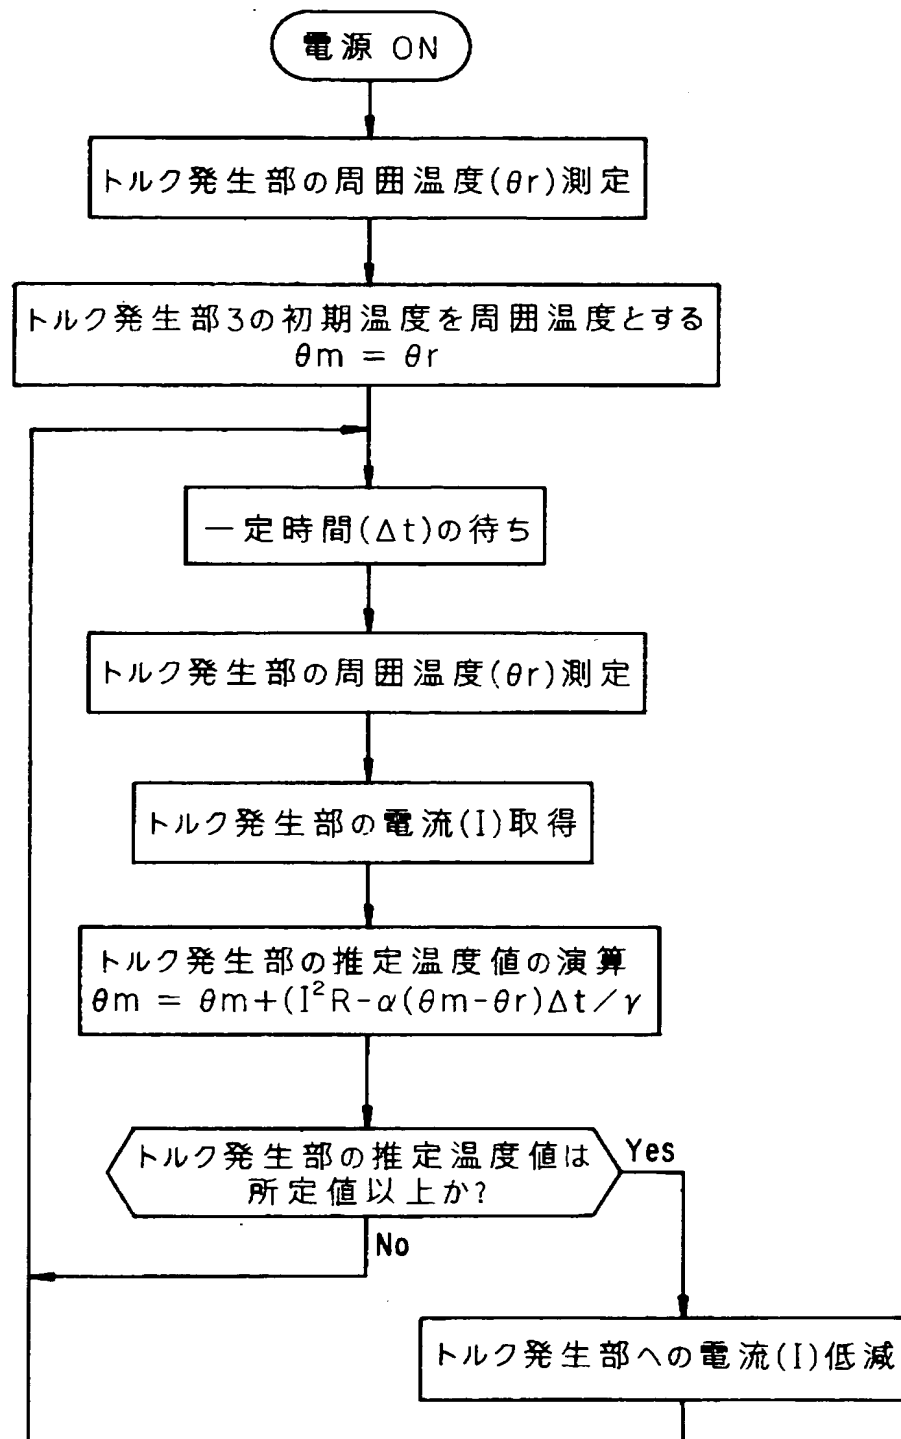 電源 ON
トルク発生部の周囲温度(θr)測定
トルク発生部3の初期温度を周囲温度とする
θm = θr
一定時間(Δt)の待ち
トルク発生部の周囲温度(θr)測定
トルク発生部の電流(I)取得
トルク発生部の推定温度値の演算
θm = θm+(I²R-α(θm-θr)Δt/γ
トルク発生部の推定温度値は
所定値以上か?
Yes
No
トルク発生部への電流(I)低減